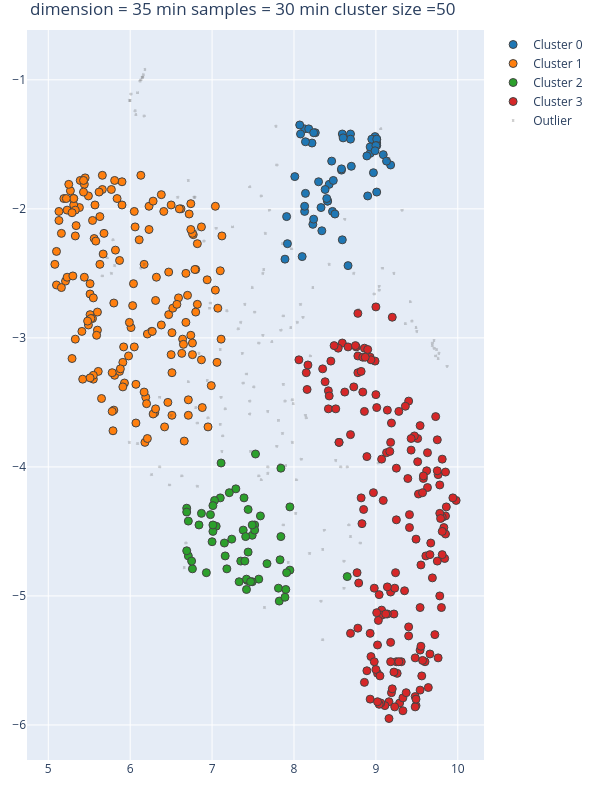 dimension = 35 min samples = 30 min cluster size =50
Cluster 0
Cluster 1
Cluster 2
Cluster 3
Outlier
−1
−2
−3
−4
−5
−6
5 6 7 8 9 10